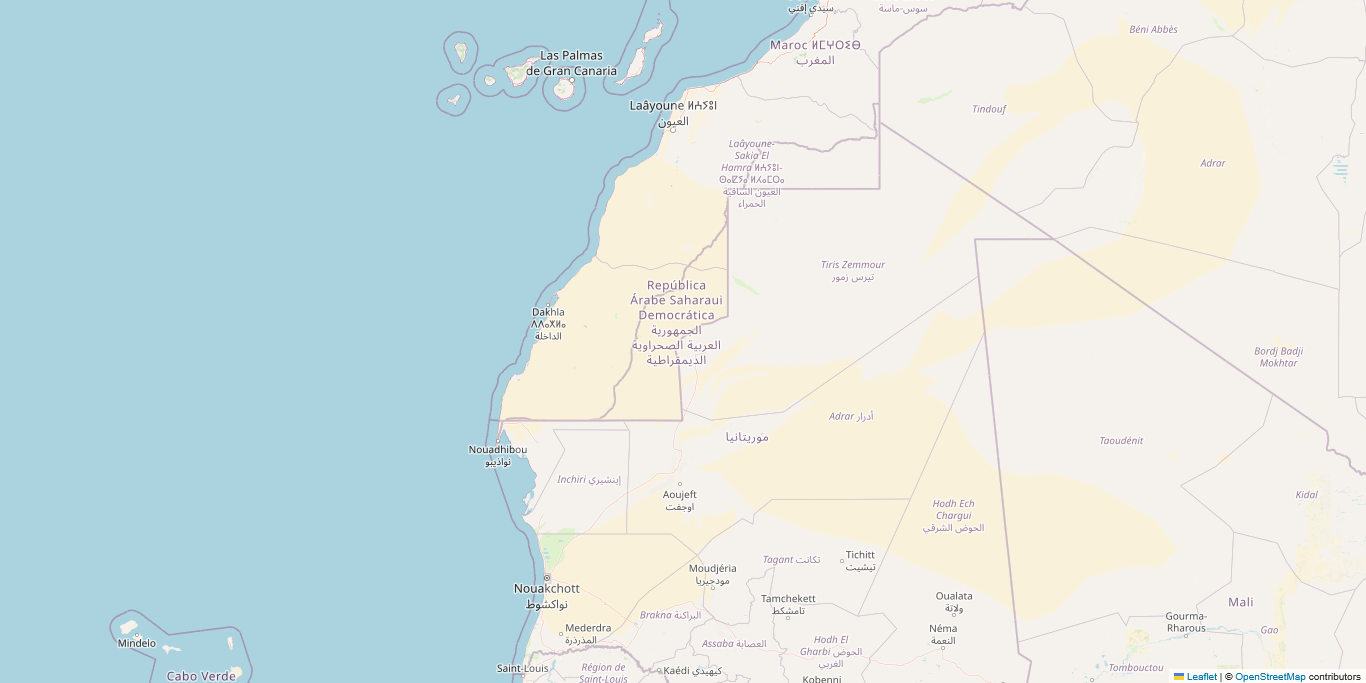 سيدي إفني
سوس-ماسة
Béni Abbès
Maroc ⵍⵎⵖⵔⵉⴱ
المغرب
Las Palmas
de Gran Canaria
Laâyoune ⵍⵄⵢⵓⵏ
العيون
Tindouf
Laâyoune-
Sakia El
Hamra ⵍⵄⵢⵓⵏ-
العيون الساقية
الحمراء
Adrar
Tiris Zemmour
تيرس زمور
República
Árabe Saharaui
Democrática
الجمهورية
العربية الصحراوية
الديمقراطية
Dakhla
ⴷⴷⴰⵅⵍⴰ
الداخلة
Bordj Badji
Mokhtar
Adrar أدرار
موريتانيا
Taoudénit
Nouadhibou
نواذيبو
Inchiri إينشيري
Aoujeft
اوجفت
Hodh Ech
Chargui
الحوض الشرقي
Kidal
Tichitt
تيشيت
Tagant تكانت
Moudjéria
مودجيريا
Nouakchott
نواكشوط
Tamchekett
تامشكط
Oualata
ولاتة
Mali
Gourma-
Rharous
Gao
Brakna البراكنة
Mederdra
المذرذرة
Néma
النعمة
Assaba العصابة
Hodh El
Gharbi الحوض
الغربي
Mindelo
Cabo Verde
Saint-Louis
Région de
Saint-Louis
Kaédi كيهيدي
Kobenni
Tombouctou
Leaflet | © OpenStreetMap contributors